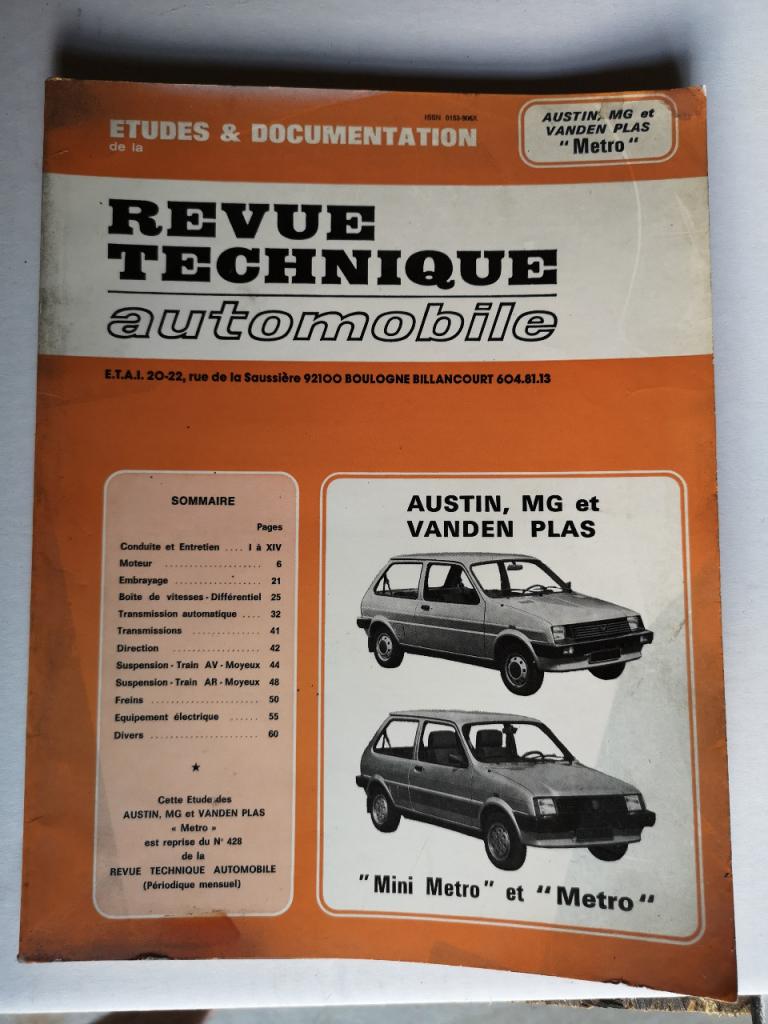 ISSN 0153-906X
ETUDES & DOCUMENTATION
de la
AUSTIN, MG et
VANDEN PLAS
"Metro"
REVUE
TECHNIQUE
automobile
E.T.A.I. 20-22, rue de la Saussière 92100 BOULOGNE BILLANCOURT 604.81.13
SOMMAIRE
Pages
Conduite et Entretien .... I à XIV
Moteur .................... 6
Embrayage .................. 21
Boîte de vitesses - Différentiel 25
Transmission automatique .... 32
Transmissions .............. 41
Direction .................. 42
Suspension - Train AV - Moyeux 44
Suspension - Train AR - Moyeux 48
Freins ...................... 50
Equipement électrique ...... 55
Divers ...................... 60
★
Cette Etude des
AUSTIN, MG et VANDEN PLAS
« Metro »
est reprise du N° 428
de la
REVUE TECHNIQUE AUTOMOBILE
(Périodique mensuel)
AUSTIN, MG et
VANDEN PLAS
"Mini Metro" et "Metro"